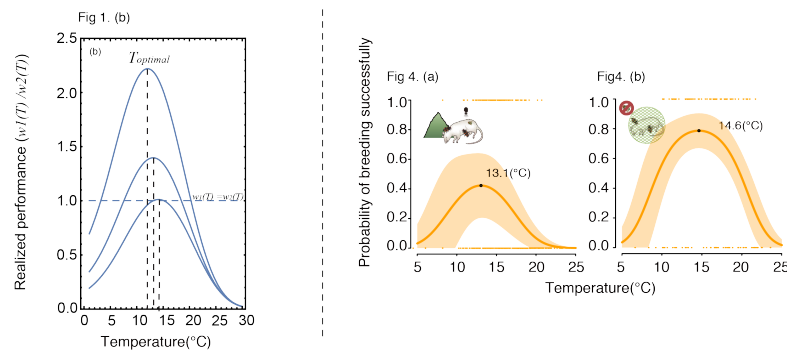 Fig 1. (b)
(b)
Toptimal
w1(T) = w2(T)
Realized performance (w1(T) /w2(T))
2.5
2.0
1.5
1.0
0.5
0.0
0 5 10 15 20 25 30
Temperature(°C)
Probability of breeding successfully
Fig 4. (a)
1.0
0.8
0.6
0.4
0.2
0.0
13.1(°C)
5 10 15 20 25
Fig4. (b)
1.0
0.8
0.6
0.4
0.2
0.0
14.6(°C)
5 10 15 20 25
Temperature(°C)